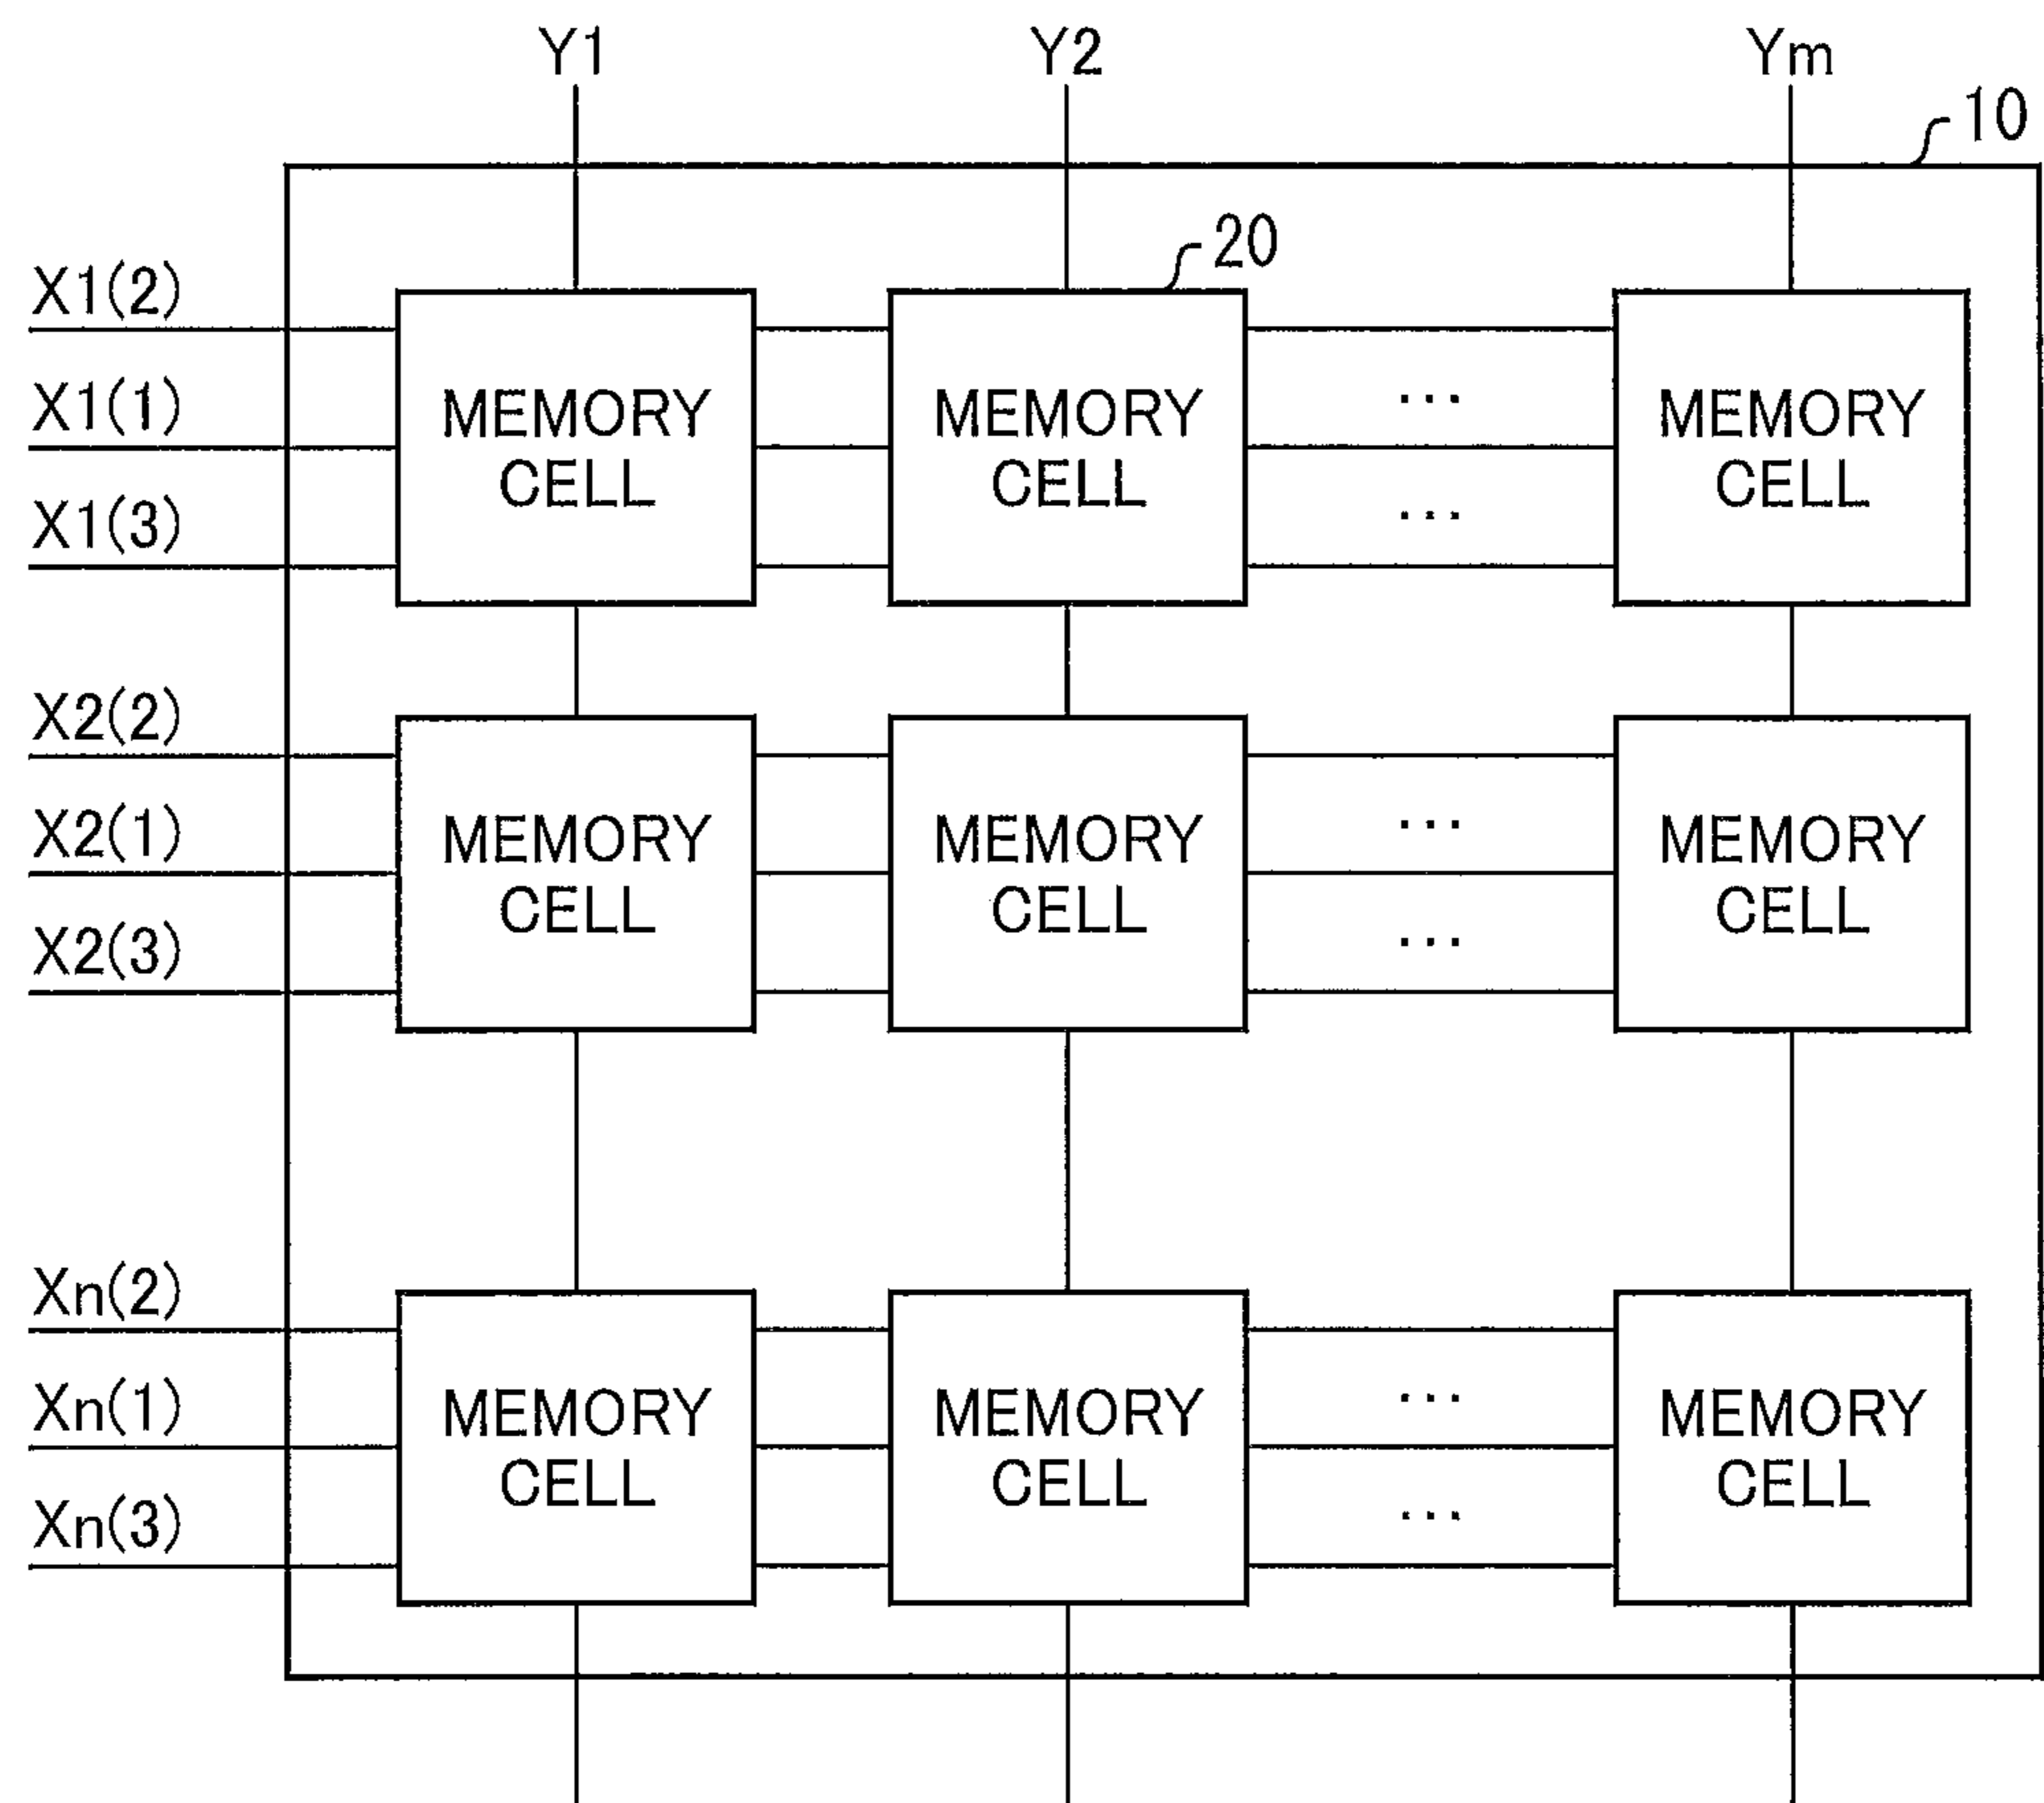 Y1 Y2 Ym
10
20
X1(2)
X1(1)
X1(3)
MEMORY CELL
MEMORY CELL
... 
...
MEMORY CELL
X2(2)
X2(1)
X2(3)
MEMORY CELL
MEMORY CELL
...
...
MEMORY CELL
Xn(2)
Xn(1)
Xn(3)
MEMORY CELL
MEMORY CELL
...
...
MEMORY CELL